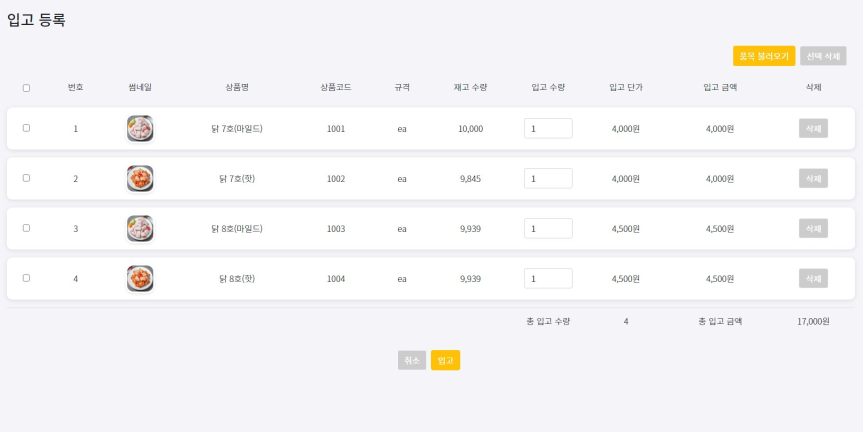 입고 등록
품목 불러오기 선택 삭제
번호 썸네일 상품명 상품코드 규격 재고 수량 입고 수량 입고 단가 입고 금액 삭제
1 닭 7호(마일드) 1001 ea 10,000 1 4,000원 4,000원 삭제
2 닭 7호(핫) 1002 ea 9,845 1 4,000원 4,000원 삭제
3 닭 8호(마일드) 1003 ea 9,939 1 4,500원 4,500원 삭제
4 닭 8호(핫) 1004 ea 9,939 1 4,500원 4,500원 삭제
총 입고 수량 4 총 입고 금액 17,000원
취소 입고